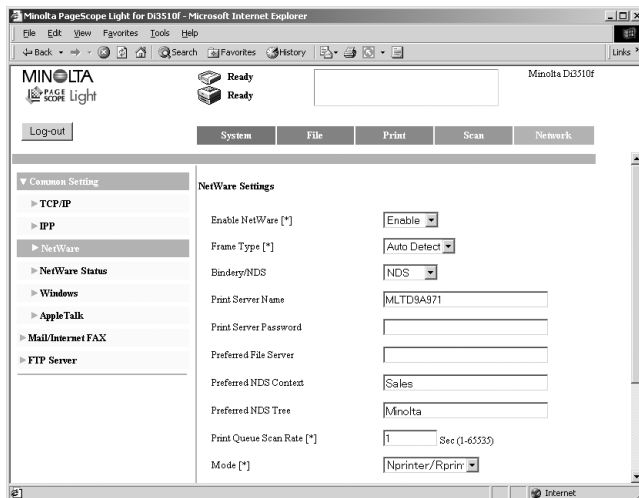 Minolta PageScope Light for Di3510f - Microsoft Internet Explorer
File Edit View Favorites Tools Help
Back Search Favorites History Links »
MINOLTA
PAGE SCOPE Light
Ready
Ready
Minolta Di3510f
Log-out
System File Print Scan Network
Common Setting
TCP/IP
IPP
NetWare
NetWare Status
Windows
AppleTalk
Mail/Internet FAX
FTP Server
NetWare Settings
Enable NetWare [*] Enable
Frame Type [*] Auto Detect
Bindery/NDS NDS
Print Server Name MLTD9A971
Print Server Password
Preferred File Server
Preferred NDS Context Sales
Preferred NDS Tree Minolta
Print Queue Scan Rate [*] 1 Sec (1-65535)
Mode [*] Nprinter/Rprin
Internet